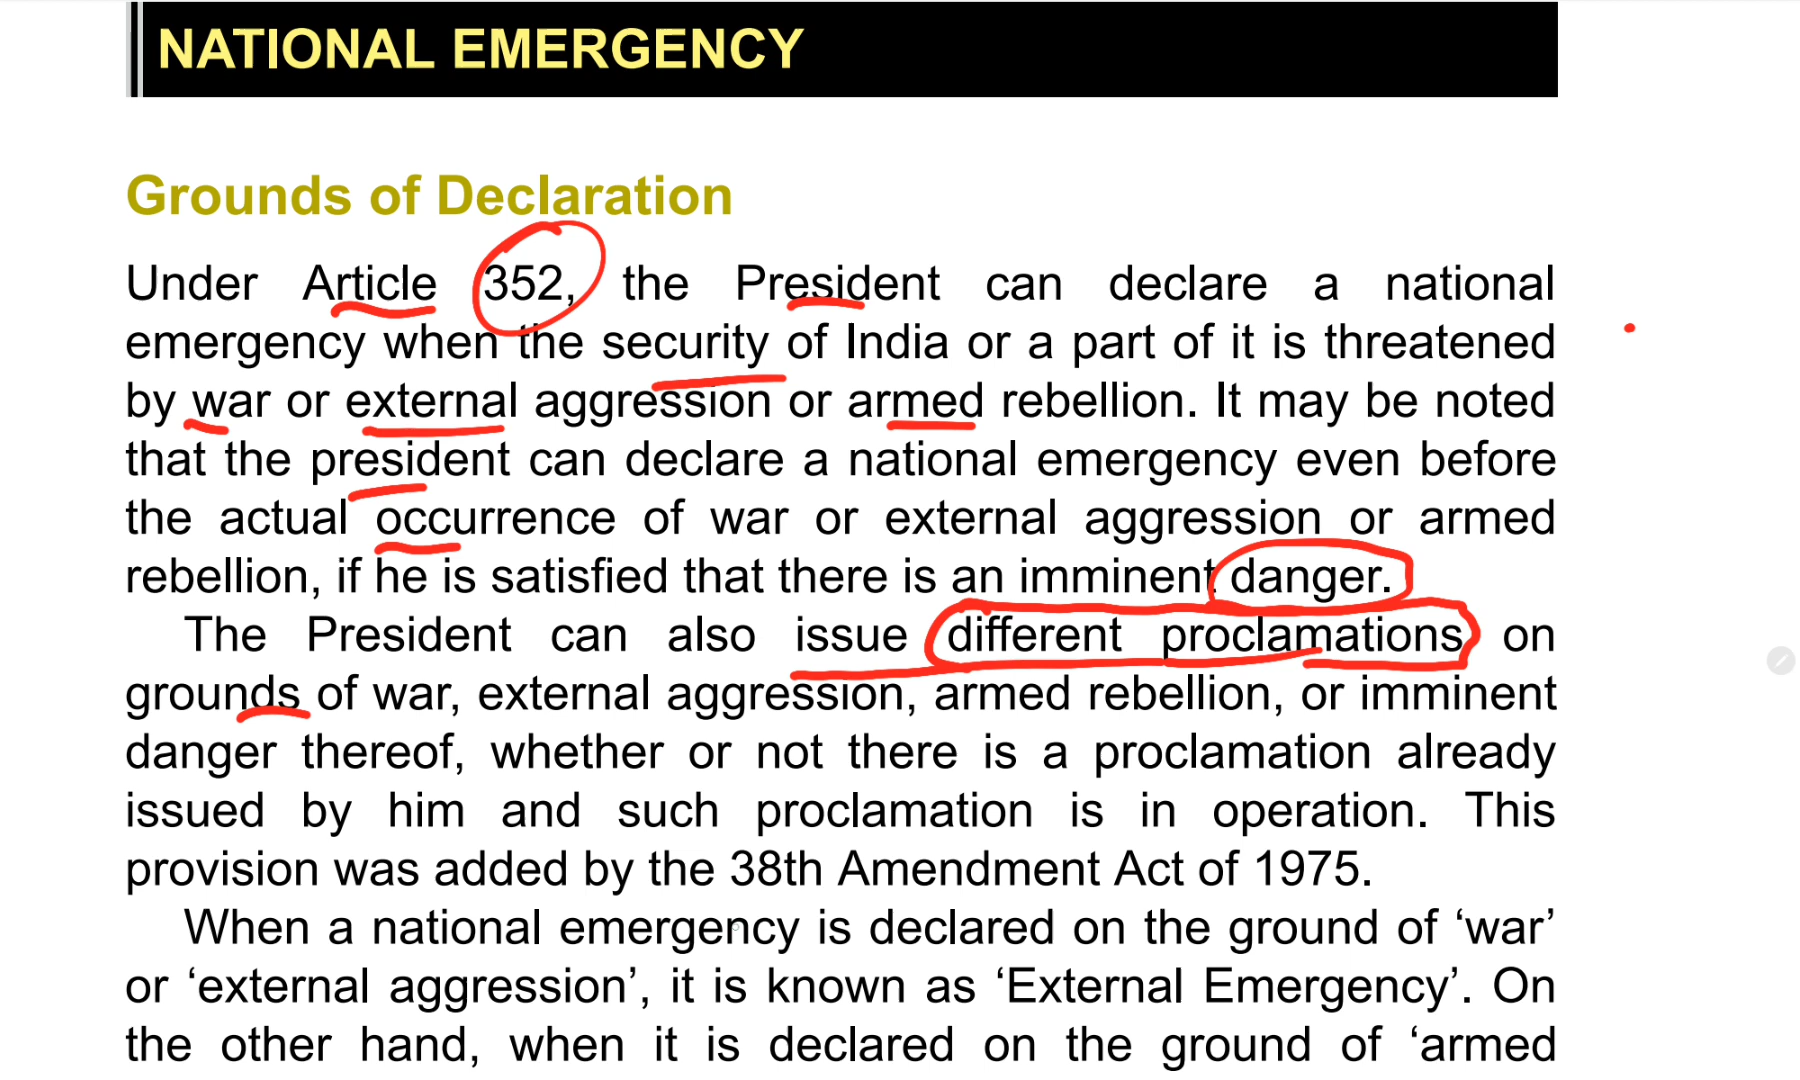 NATIONAL EMERGENCY
Grounds of Declaration
Under Article 352, the President can declare a national
emergency when the security of India or a part of it is threatened
by war or external aggression or armed rebellion. It may be noted
that the president can declare a national emergency even before
the actual occurrence of war or external aggression or armed
rebellion, if he is satisfied that there is an imminent danger.
The President can also issue different proclamations on
grounds of war, external aggression, armed rebellion, or imminent
danger thereof, whether or not there is a proclamation already
issued by him and such proclamation is in operation. This
provision was added by the 38th Amendment Act of 1975.
When a national emergency is declared on the ground of ‘war’
or ‘external aggression’, it is known as ‘External Emergency’. On
the other hand, when it is declared on the ground of ‘armed